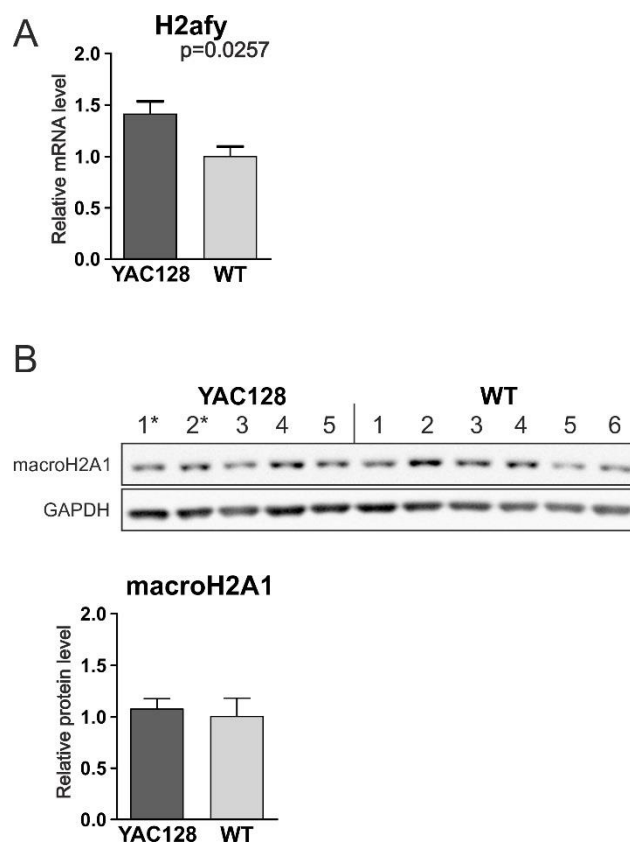 A
H2afy
p=0.0257
Relative mRNA level
2.0
1.5
1.0
0.5
0.0
YAC128 WT
B
YAC128 WT
1* 2* 3 4 5 1 2 3 4 5 6
macroH2A1
GAPDH
macroH2A1
Relative protein level
2.0
1.5
1.0
0.5
0.0
YAC128 WT